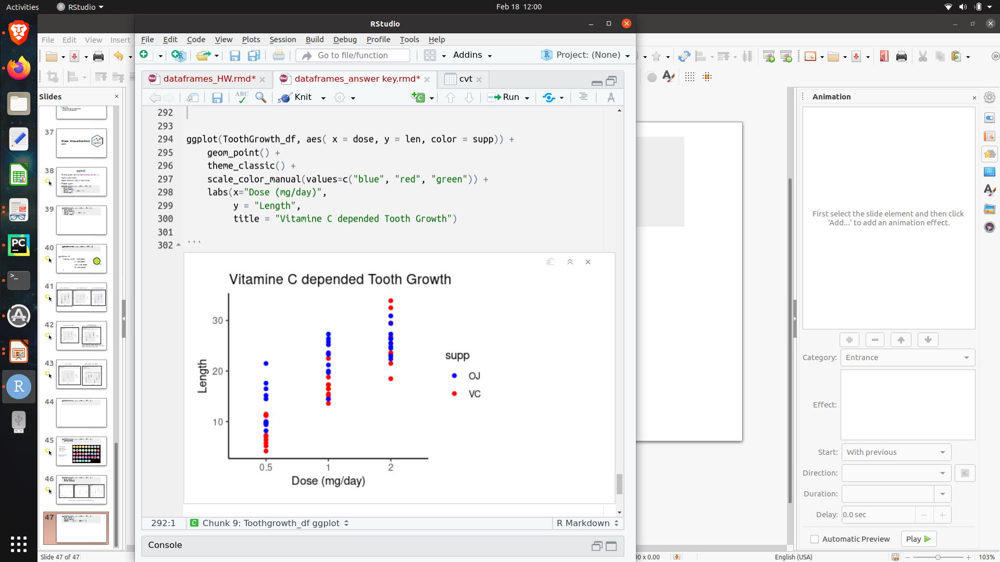 Activities
RStudio
Feb 18 12:00
RStudio
File Edit View Insert
File Edit Code View Plots Session Build Debug Profile Tools Help
Go to file/function
Addins
Project: (None)
dataframes_HW.rmd*
dataframes_answer key.rmd*
cvt
ABC
Knit
Run
Slides
37
Data Visualization
with
38
ggplot2
39
40
41
42
43
44
45
46
47
292
293
294 ggplot(ToothGrowth_df, aes( x = dose, y = len, color = supp)) +
295 geom_point() +
296 theme_classic() +
297 scale_color_manual(values=c("blue", "red", "green")) +
298 labs(x="Dose (mg/day)",
299 y = "Length",
300 title = "Vitamine C depended Tooth Growth")
301
302 ```
Vitamine C depended Tooth Growth
30
20
10
Length
0.5 1 2
Dose (mg/day)
supp
OJ
VC
292:1
Chunk 9: Toothgrowth_df ggplot
R Markdown
Console
Animation
First select the slide element and then click
'Add...' to add an animation effect.
Category: Entrance
Effect:
Start: With previous
Direction:
Duration:
Delay: 0.0 sec
Automatic Preview
Play
Slide 47 of 47
00 x 0.00
English (USA)
103%